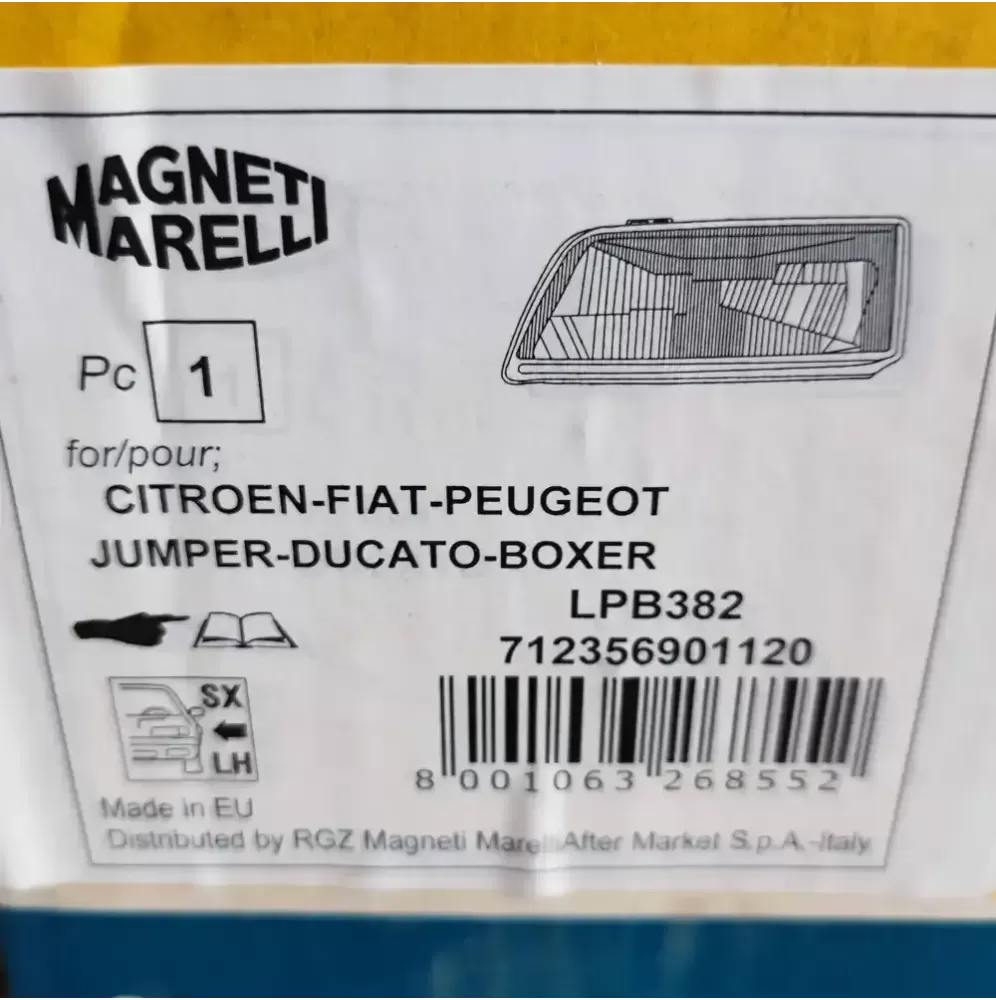 MAGNETI
MARELLI
Pc 1
for/pour;
CITROEN-FIAT-PEUGEOT
JUMPER-DUCATO-BOXER
LPB382
712356901120
SX
LH
8 001063 268552
Made in EU
Distributed by RGZ Magneti Marelli After Market S.p.A.-Italy